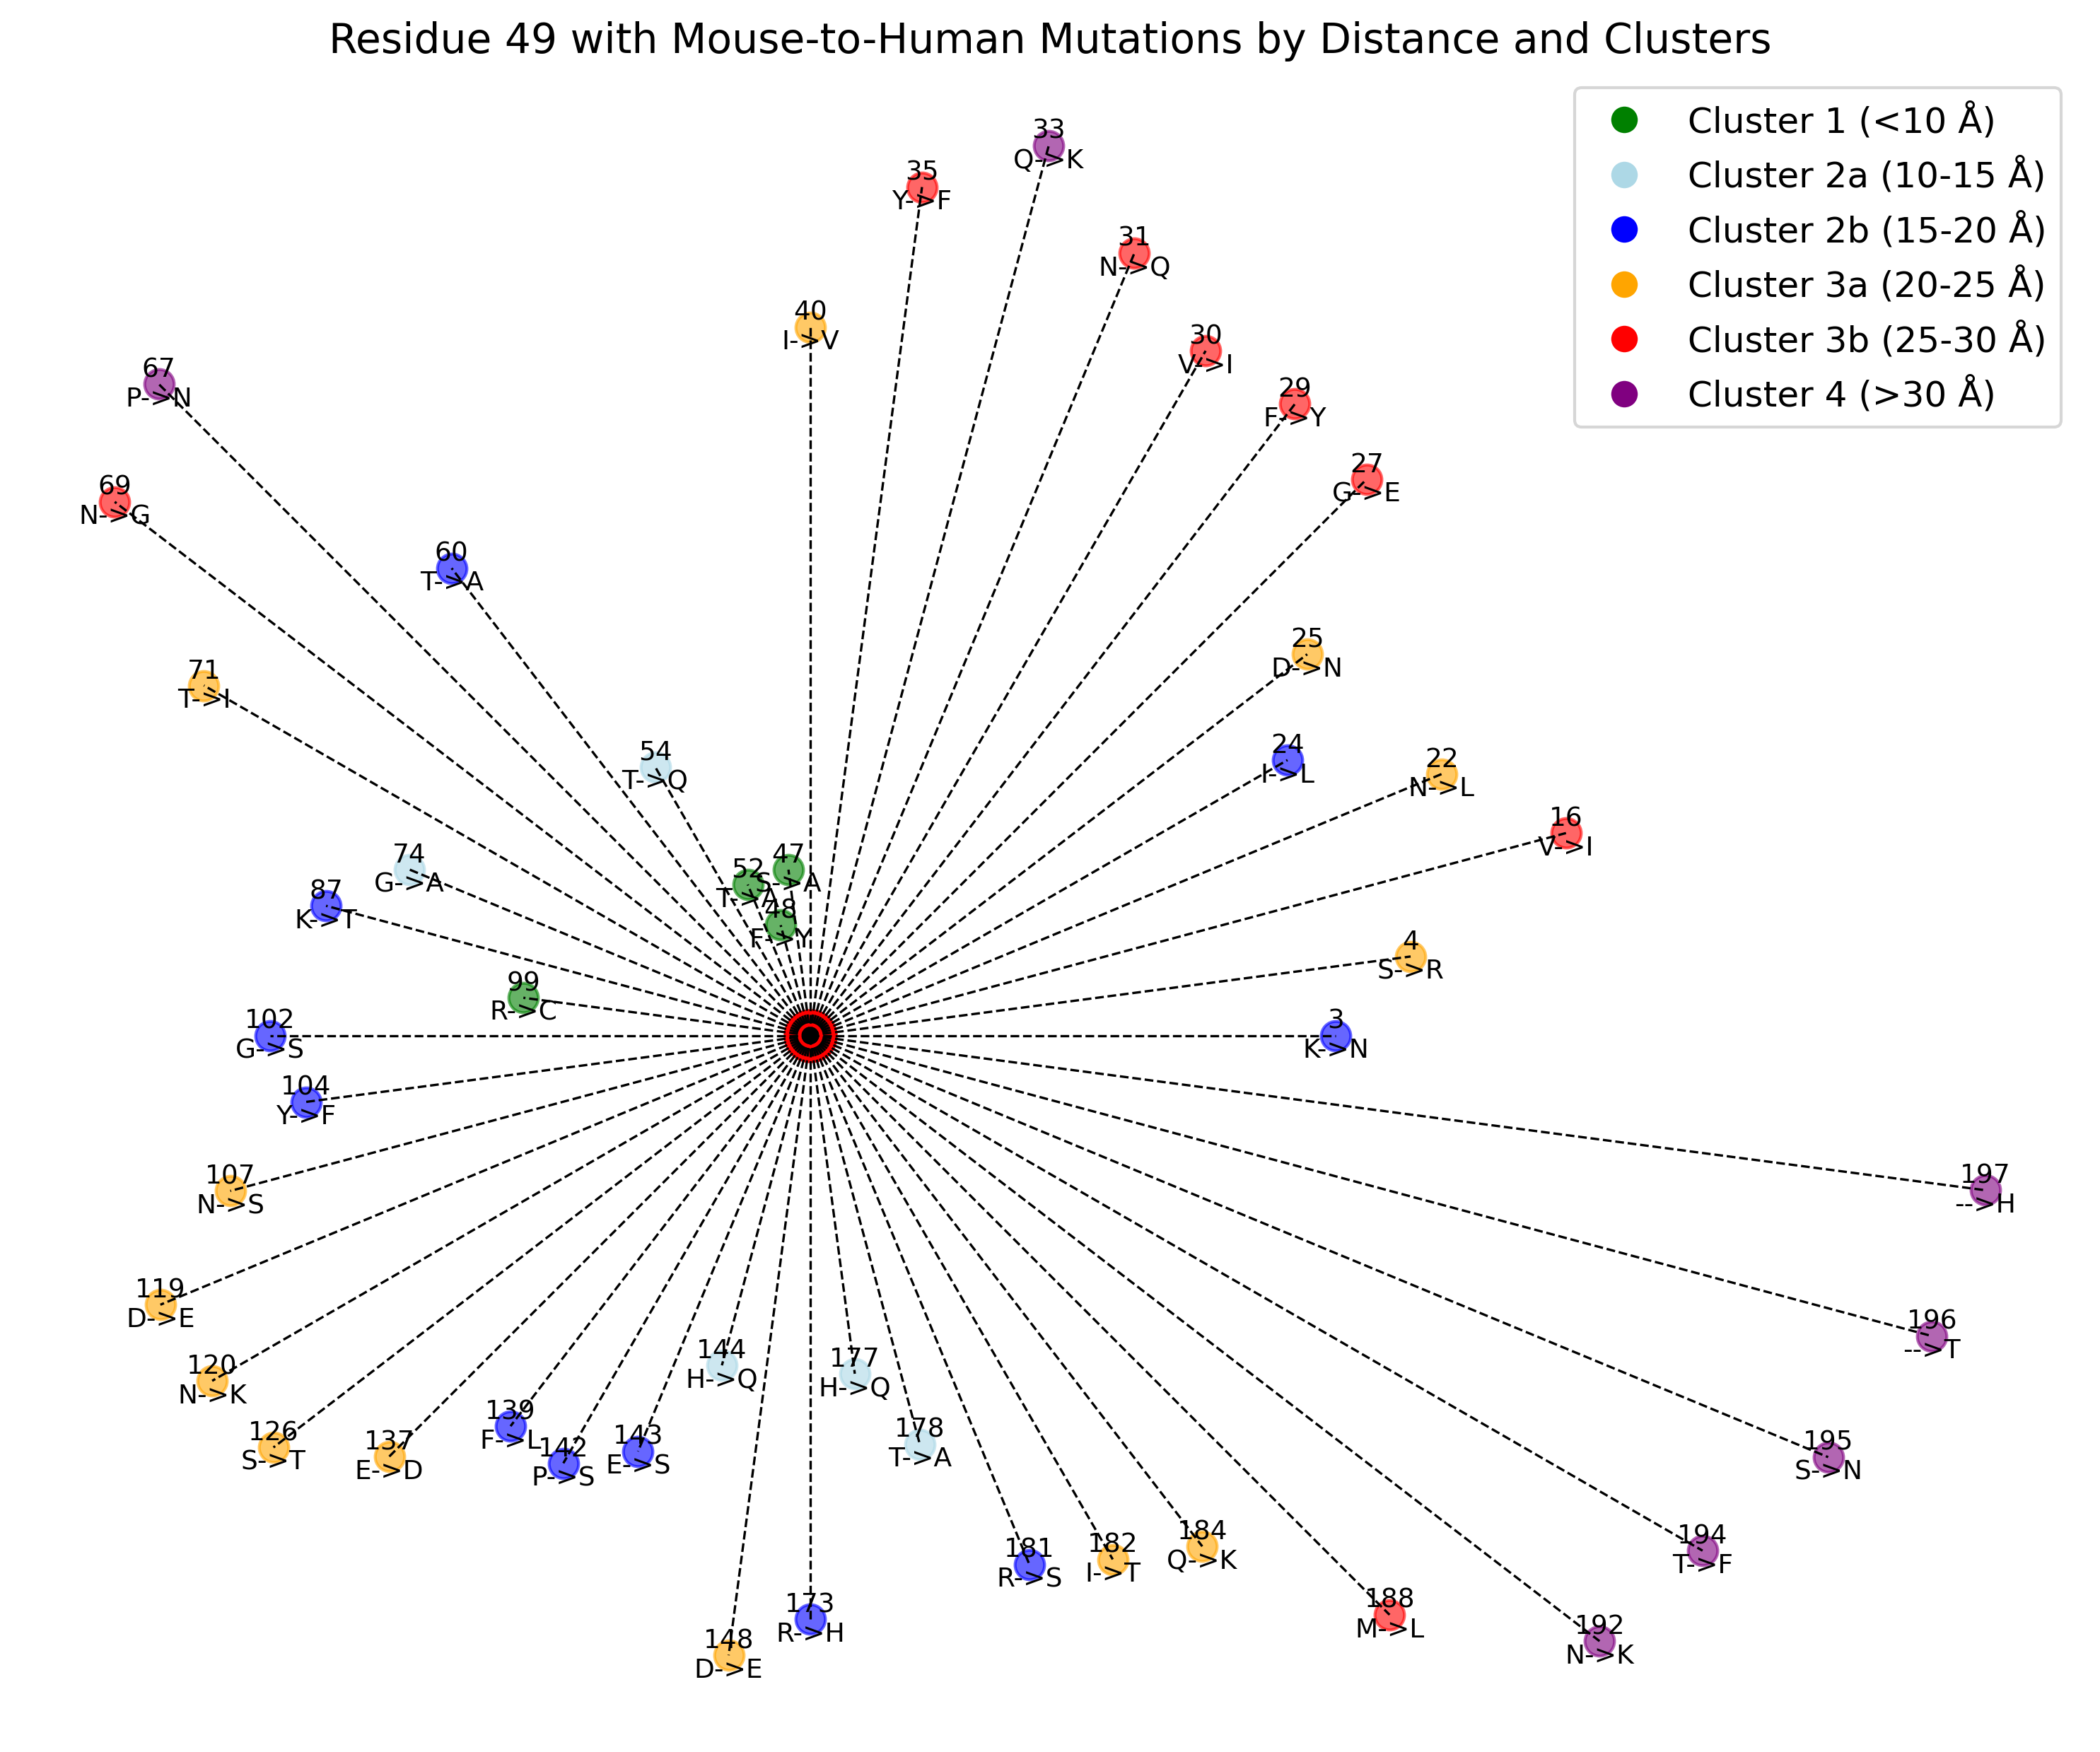 Residue 49 with Mouse-to-Human Mutations by Distance and Clusters
Cluster 1 (<10 Å)
Cluster 2a (10-15 Å)
Cluster 2b (15-20 Å)
Cluster 3a (20-25 Å)
Cluster 3b (25-30 Å)
Cluster 4 (>30 Å)
33
Q->K
35
Y->F
31
N->Q
40
I->V
30
V->I
67
P->N
29
F->Y
27
G->E
69
N->G
60
T->A
25
D->N
71
T->I
54
T->Q
24
I->L
22
N->L
16
V->I
74
G->A
52
T->A
47
S->A
87
K->T
48
F->Y
4
S->R
99
R->C
102
G->S
3
K->N
104
Y->F
107
N->S
197
-->H
119
D->E
196
-->T
120
N->K
144
H->Q
177
H->Q
139
F->L
178
T->A
126
S->T
137
E->D
142
P->S
143
E->S
195
S->N
181
R->S
182
I->T
184
Q->K
194
T->F
148
D->E
173
R->H
188
M->L
192
N->K